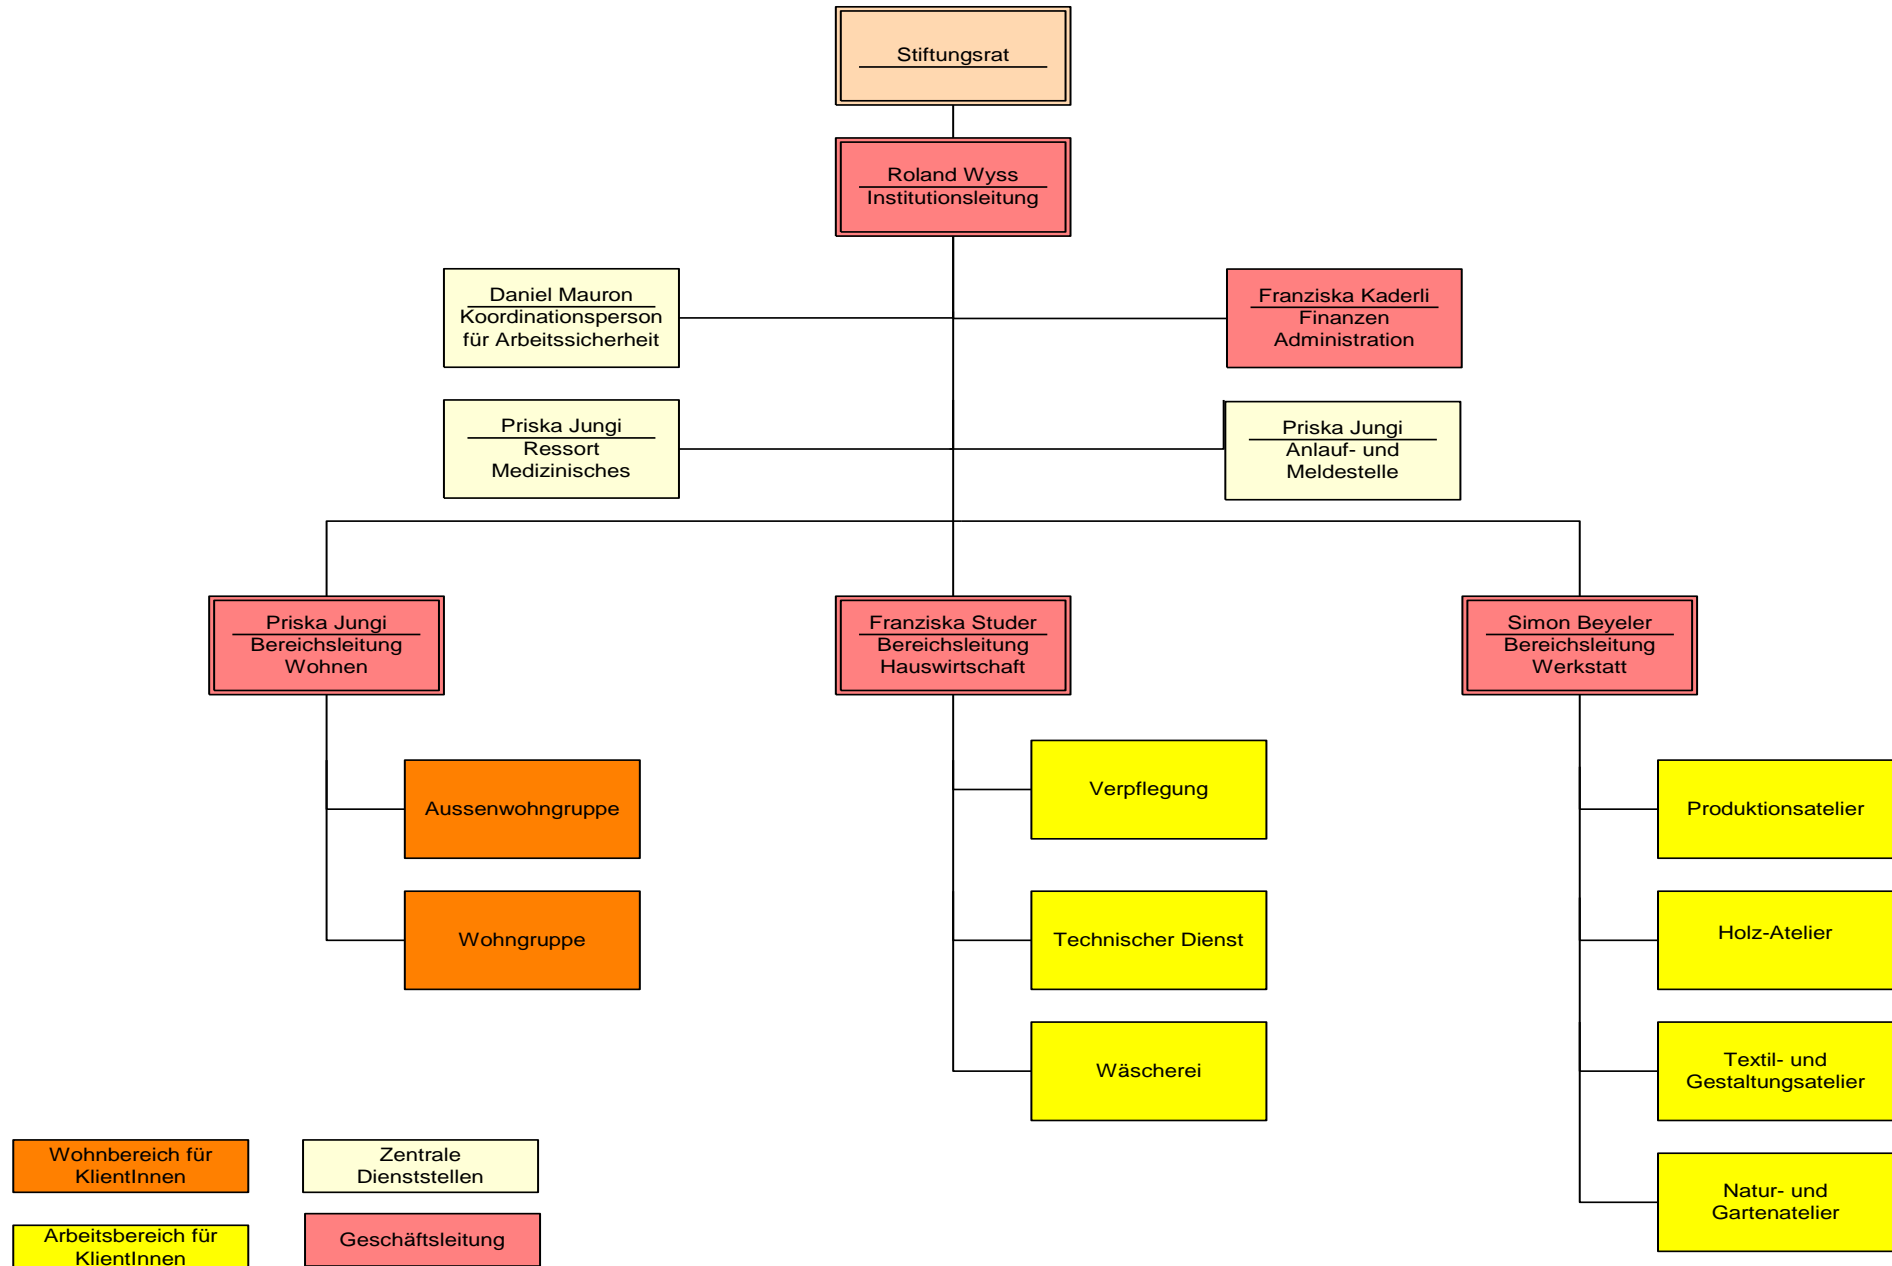 Stiftungsrat
Roland Wyss
Institutionsleitung
Daniel Mauron
Koordinationsperson
für Arbeitssicherheit
Franziska Kaderli
Finanzen
Administration
Priska Jungi
Ressort
Medizinisches
Priska Jungi
Anlauf- und
Meldestelle
Priska Jungi
Bereichsleitung
Wohnen
Franziska Studer
Bereichsleitung
Hauswirtschaft
Simon Beyeler
Bereichsleitung
Werkstatt
Aussenwohngruppe
Wohngruppe
Verpflegung
Technischer Dienst
Wäscherei
Produktionsatelier
Holz-Atelier
Textil- und
Gestaltungsatelier
Natur- und
Gartenatelier
Wohnbereich für
KlientInnen
Zentrale
Dienststellen
Arbeitsbereich für
KlientInnen
Geschäftsleitung